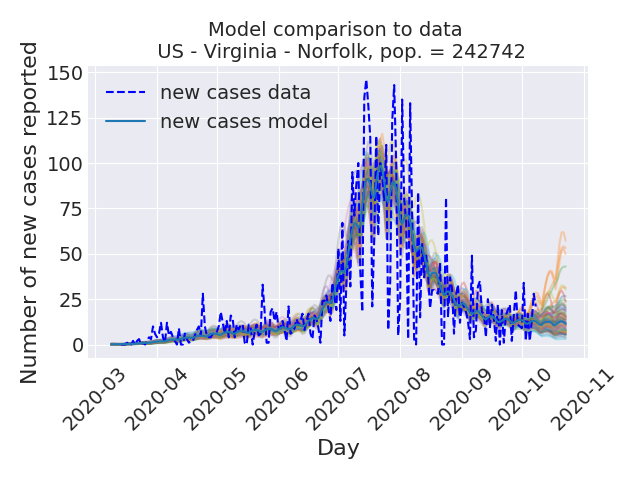 Model comparison to data
US - Virginia - Norfolk, pop. = 242742
Number of new cases reported
150
125
100
75
50
25
0
new cases data
new cases model
2020-03
2020-04
2020-05
2020-06
2020-07
2020-08
2020-09
2020-10
2020-11
Day